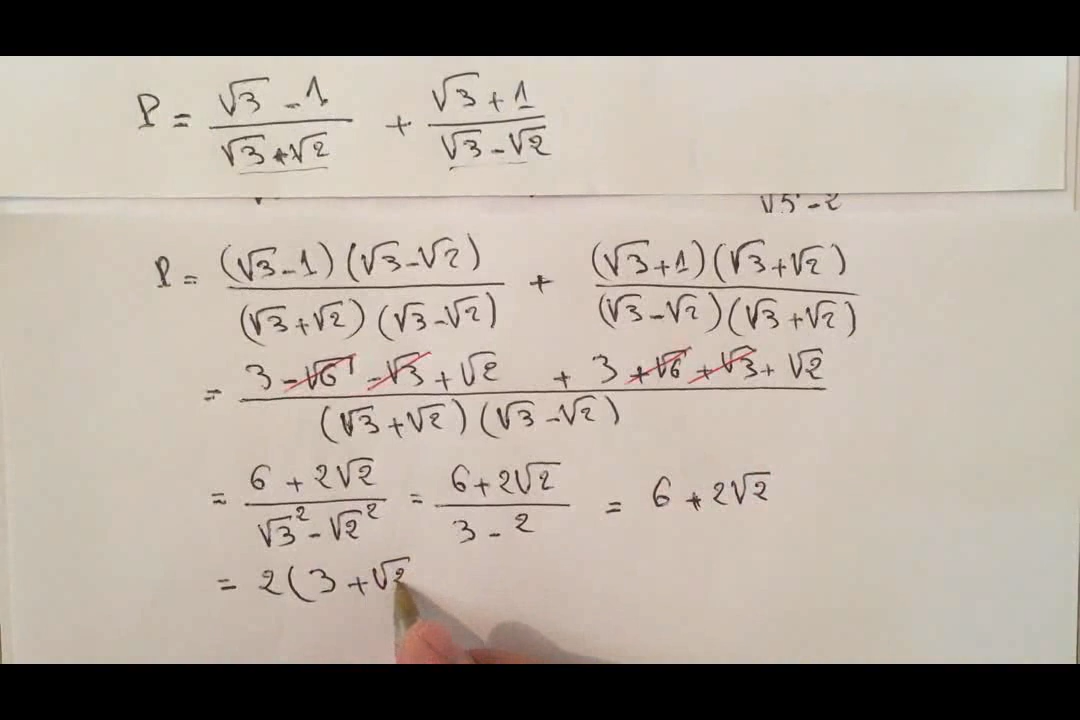 P = (√3 - 1)/(√3 + √2) + (√3 + 1)/(√3 - √2)
√5 - 2
P = ((√3 - 1)(√3 - √2))/((√3 + √2)(√3 - √2)) + ((√3 + 1)(√3 + √2))/((√3 - √2)(√3 + √2))
= (3 - √6 - √3 + √2 + 3 + √6 + √3 + √2)/((√3 + √2)(√3 - √2))
= (6 + 2√2)/(√3² - √2²) = (6 + 2√2)/(3 - 2) = 6 + 2√2
= 2(3 + √2